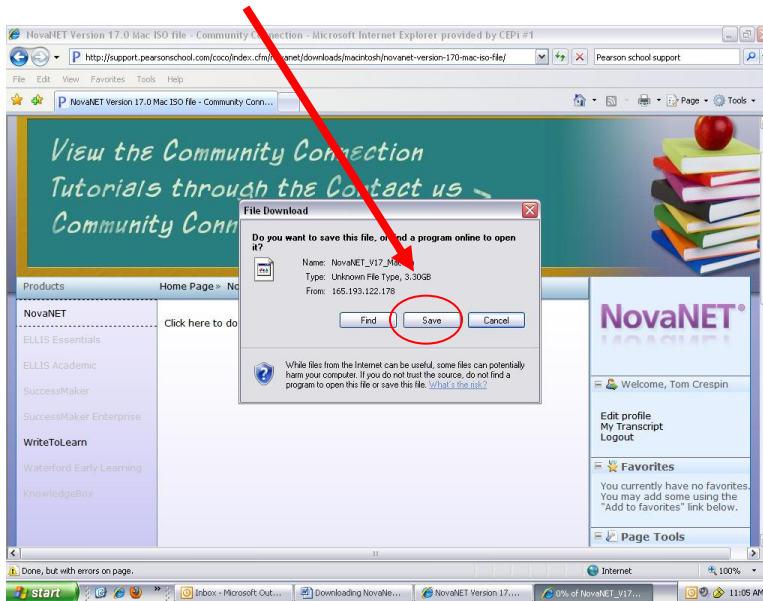 NovaNET Version 17.0 Mac ISO file - Community Connection - Microsoft Internet Explorer provided by CEPi #1
http://support.pearsonschool.com/coco/index.cfm/novanet/downloads/macintosh/novanet-version-170-mac-iso-file/
Pearson school support
File Edit View Favorites Tools Help
NovaNET Version 17.0 Mac ISO file - Community Conn...
Page Tools
View the Community Connection
Tutorials through the Contact us
Community Conn
File Download
Do you want to save this file, or find a program online to open
it?
Name: NovaNET_V17_Mac
Type: Unknown File Type, 3.30GB
From: 165.193.122.178
Find Save Cancel
While files from the Internet can be useful, some files can potentially
harm your computer. If you do not trust the source, do not find a
program to open this file or save this file. What's the risk?
Products
Home Page » No
NovaNET
Click here to do
ELLIS Essentials
ELLIS Academic
SuccessMaker
SuccessMaker Enterprise
WriteToLearn
Waterford Early Learning
KnowledgeBox
NovaNET®
Welcome, Tom Crespin
Edit profile
My Transcript
Logout
Favorites
You currently have no favorites.
You may add some using the
"Add to favorites" link below.
Page Tools
Done, but with errors on page.
Internet
100%
start
Inbox - Microsoft Out...
Downloading NovaNe...
NovaNET Version 17....
0% of NovaNET_V17...
11:05 AM